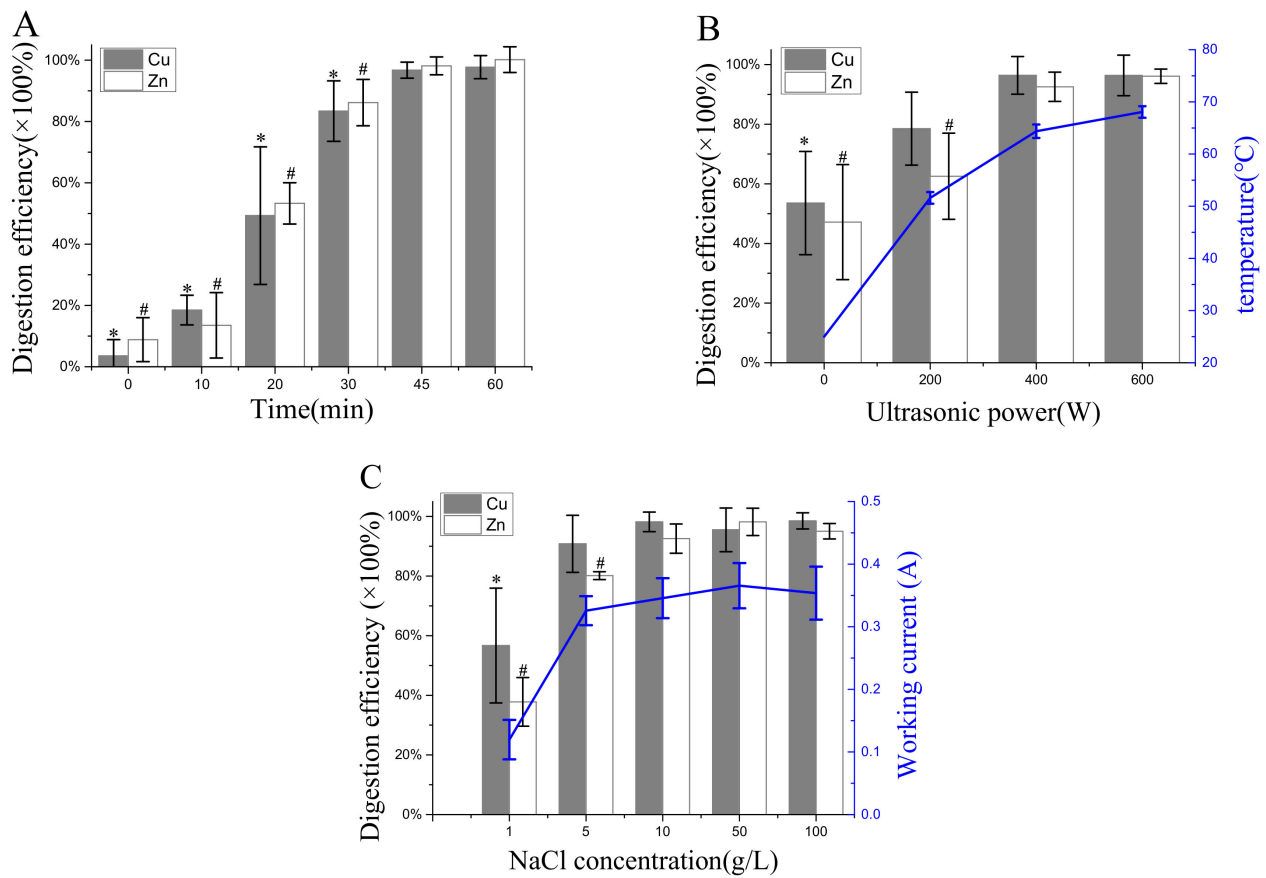 A
Digestion efficiency(×100%)
Cu
Zn
100%
80%
60%
40%
20%
0%
* # * # * # * #
0 10 20 30 45 60
Time(min)
B
Digestion efficiency(×100%)
Cu
Zn
100%
80%
60%
40%
20%
0%
* # #
0 200 400 600
Ultrasonic power(W)
80
70
60
50
40
30
20
temperature(°C)
C
Digestion efficiency (×100%)
Cu
Zn
100%
80%
60%
40%
20%
0%
* # #
1 5 10 50 100
NaCl concentration(g/L)
0.5
0.4
0.3
0.2
0.1
0.0
Working current (A)